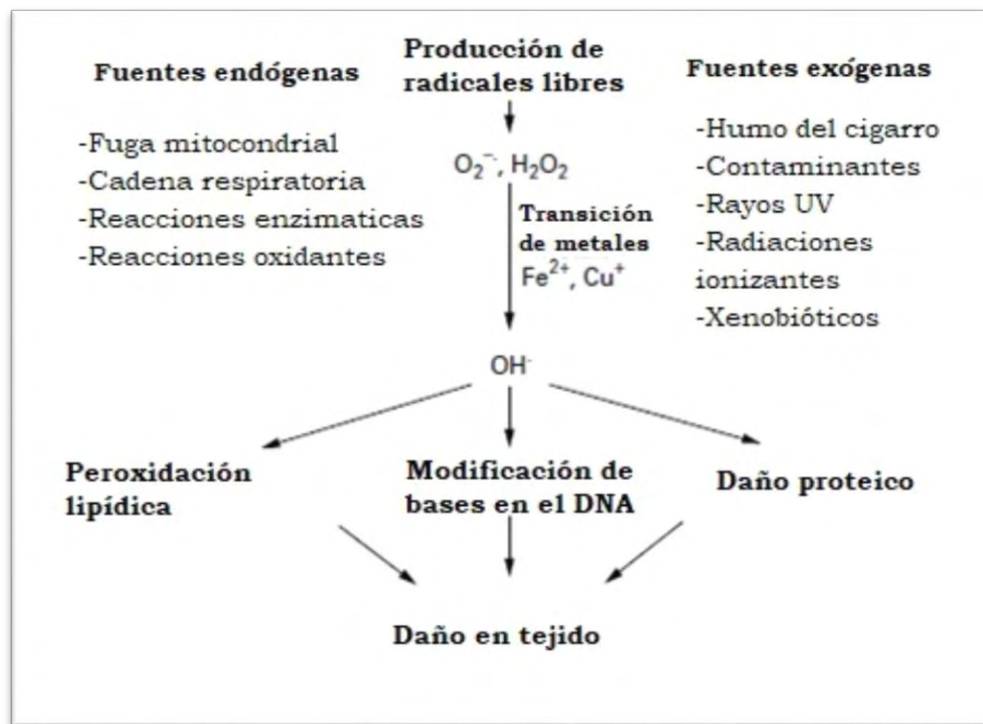 Fuentes endógenas
-Fuga mitocondrial
-Cadena respiratoria
-Reacciones enzimaticas
-Reacciones oxidantes
Producción de
radicales libres
O₂⁻·, H₂O₂
Transición
de metales
Fe²⁺, Cu⁺
Fuentes exógenas
-Humo del cigarro
-Contaminantes
-Rayos UV
-Radiaciones
ionizantes
-Xenobióticos
OH·
Peroxidación
lipídica
Modificación de
bases en el DNA
Daño proteico
Daño en tejido